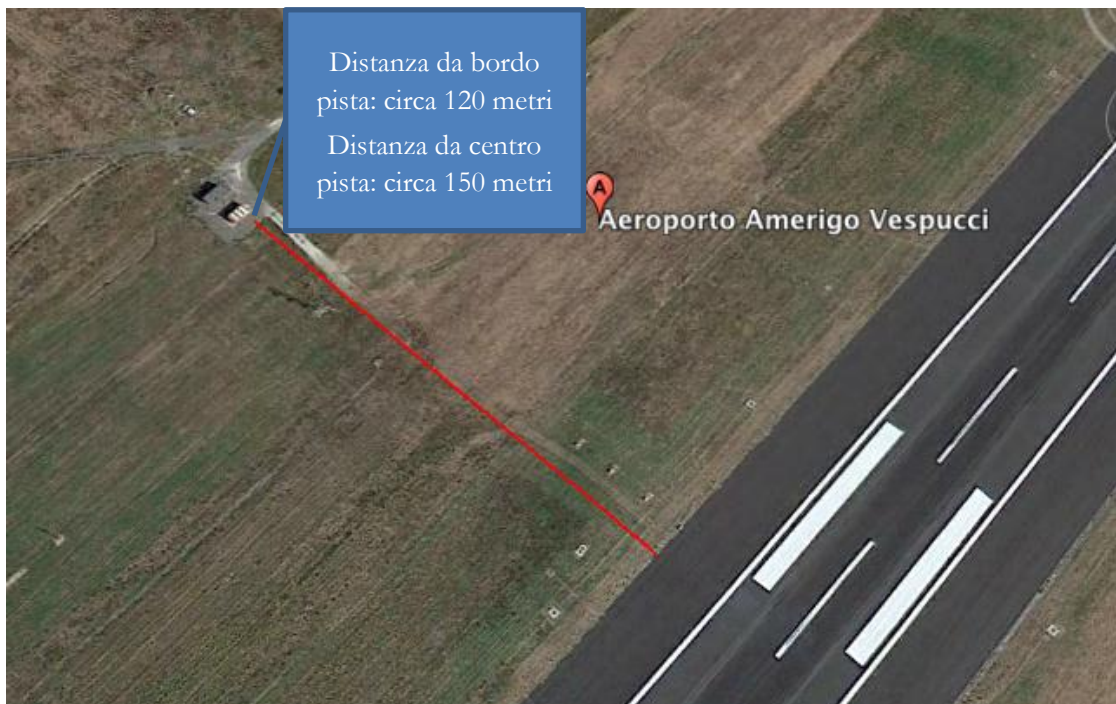 Distanza da bordo
pista: circa 120 metri
Distanza da centro
pista: circa 150 metri
A
Aeroporto Amerigo Vespucci